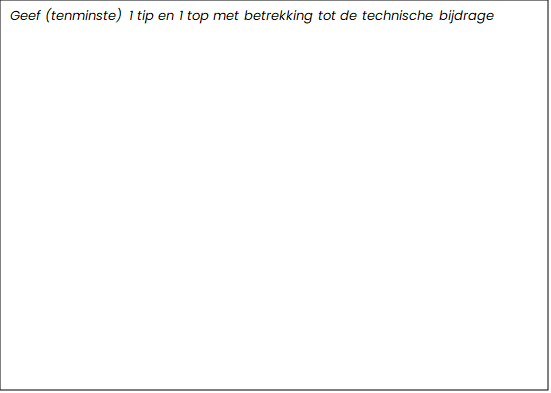 Geef (tenminste) 1 tip en 1 top met betrekking tot de technische bijdrage